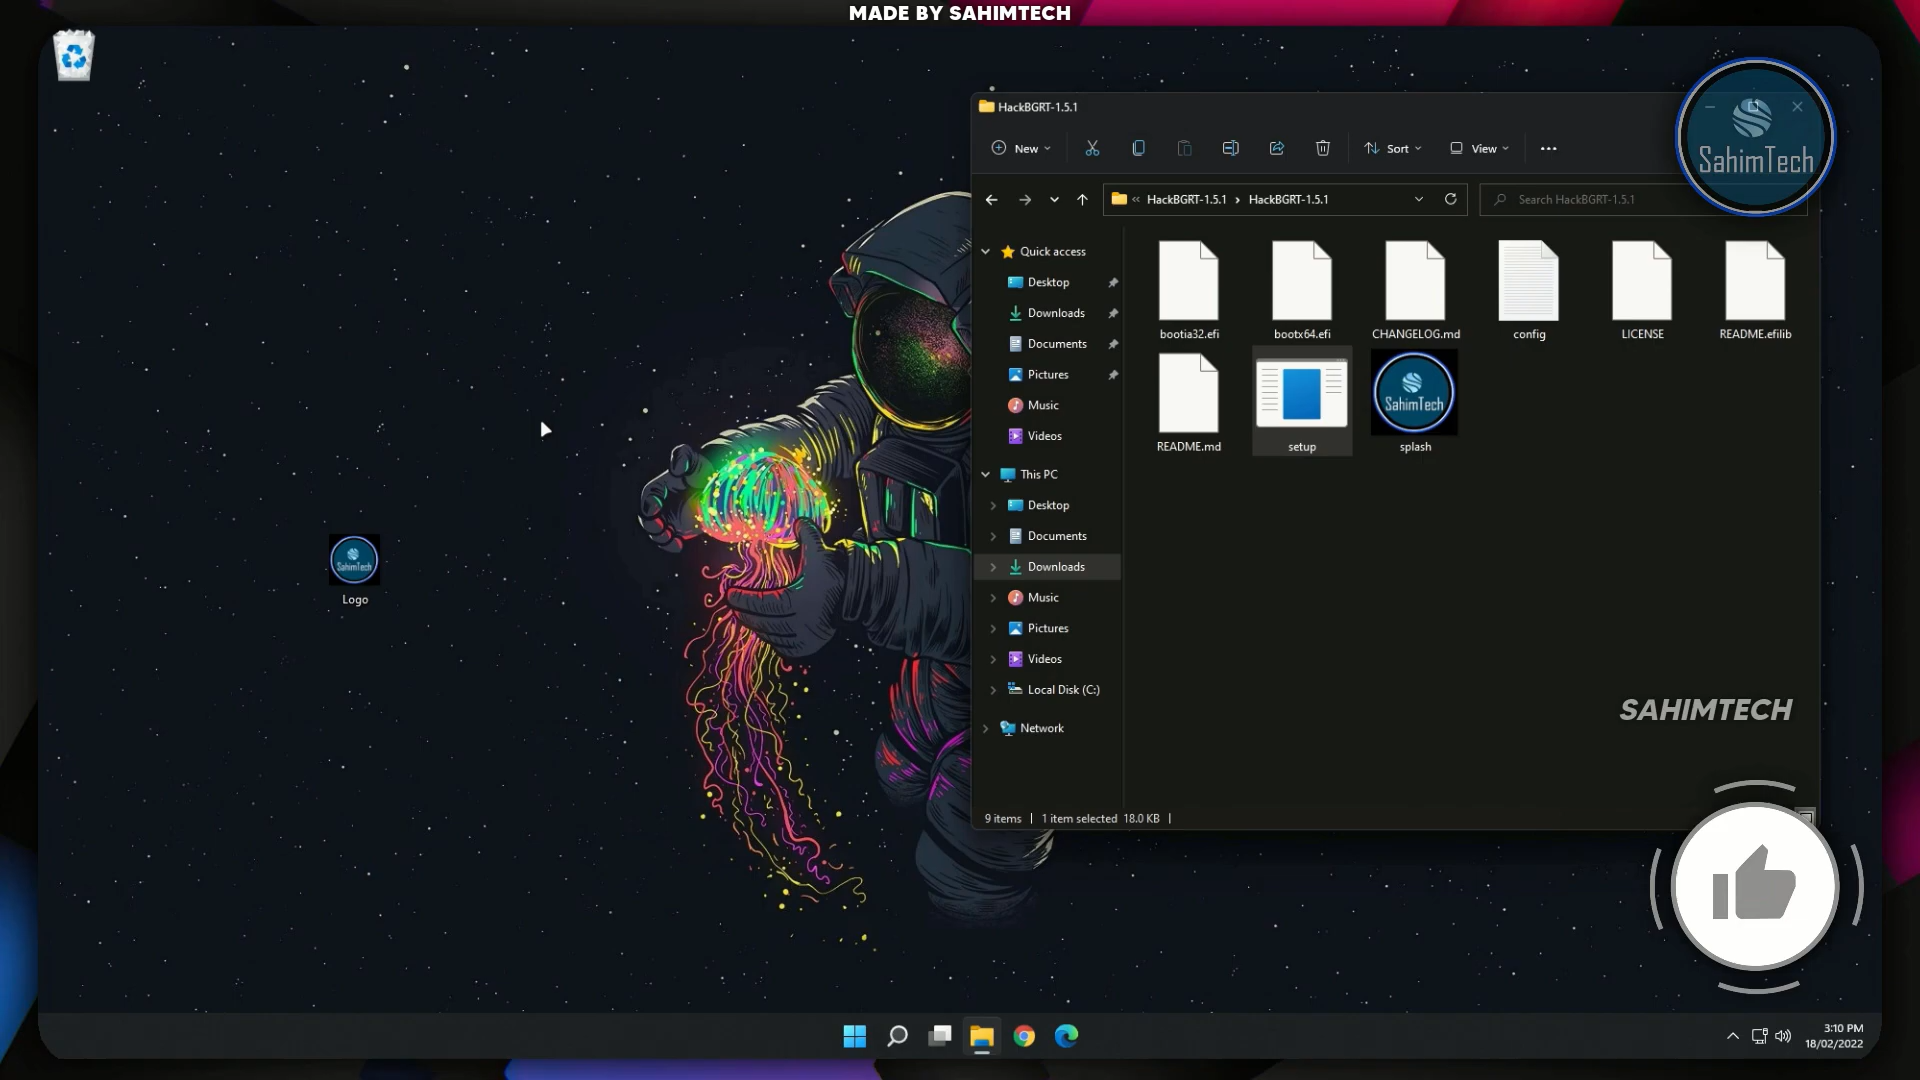 MADE BY SAHIMTECH
HackBGRT-1.5.1
SahimTech
New
Sort
View
« HackBGRT-1.5.1 › HackBGRT-1.5.1
Search HackBGRT-1.5.1
Quick access
Desktop
Downloads
Documents
Pictures
Music
Videos
This PC
Desktop
Documents
Downloads
Music
Pictures
Videos
Local Disk (C:)
Network
bootia32.efi
bootx64.efi
CHANGELOG.md
config
LICENSE
README.efilib
README.md
setup
SahimTech
splash
SahimTech
Logo
SAHIMTECH
9 items | 1 item selected 18.0 KB |
3:10 PM
18/02/2022